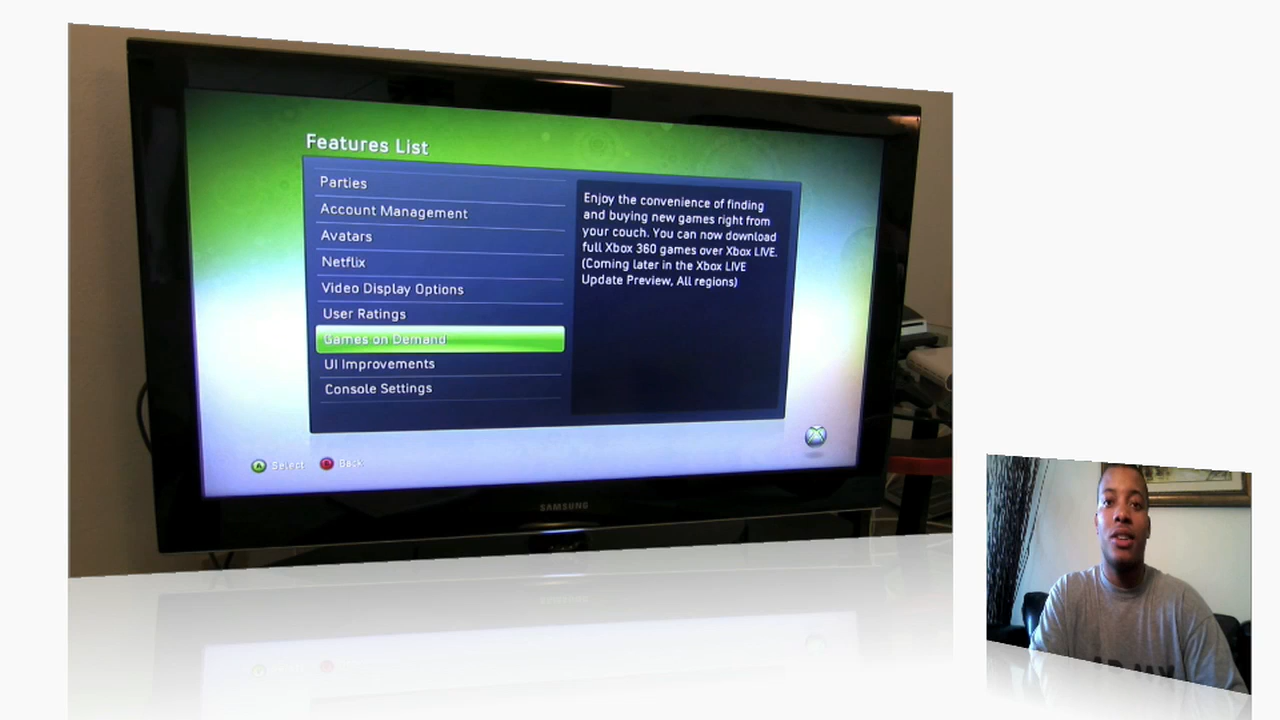 Features List
Parties
Account Management
Avatars
Netflix
Video Display Options
User Ratings
Games on Demand
UI Improvements
Console Settings
Enjoy the convenience of finding
and buying new games right from
your couch. You can now download
full Xbox 360 games over Xbox LIVE.
(Coming later in the Xbox LIVE
Update Preview, All regions)
A Select
B Back
SAMSUNG
ARMY